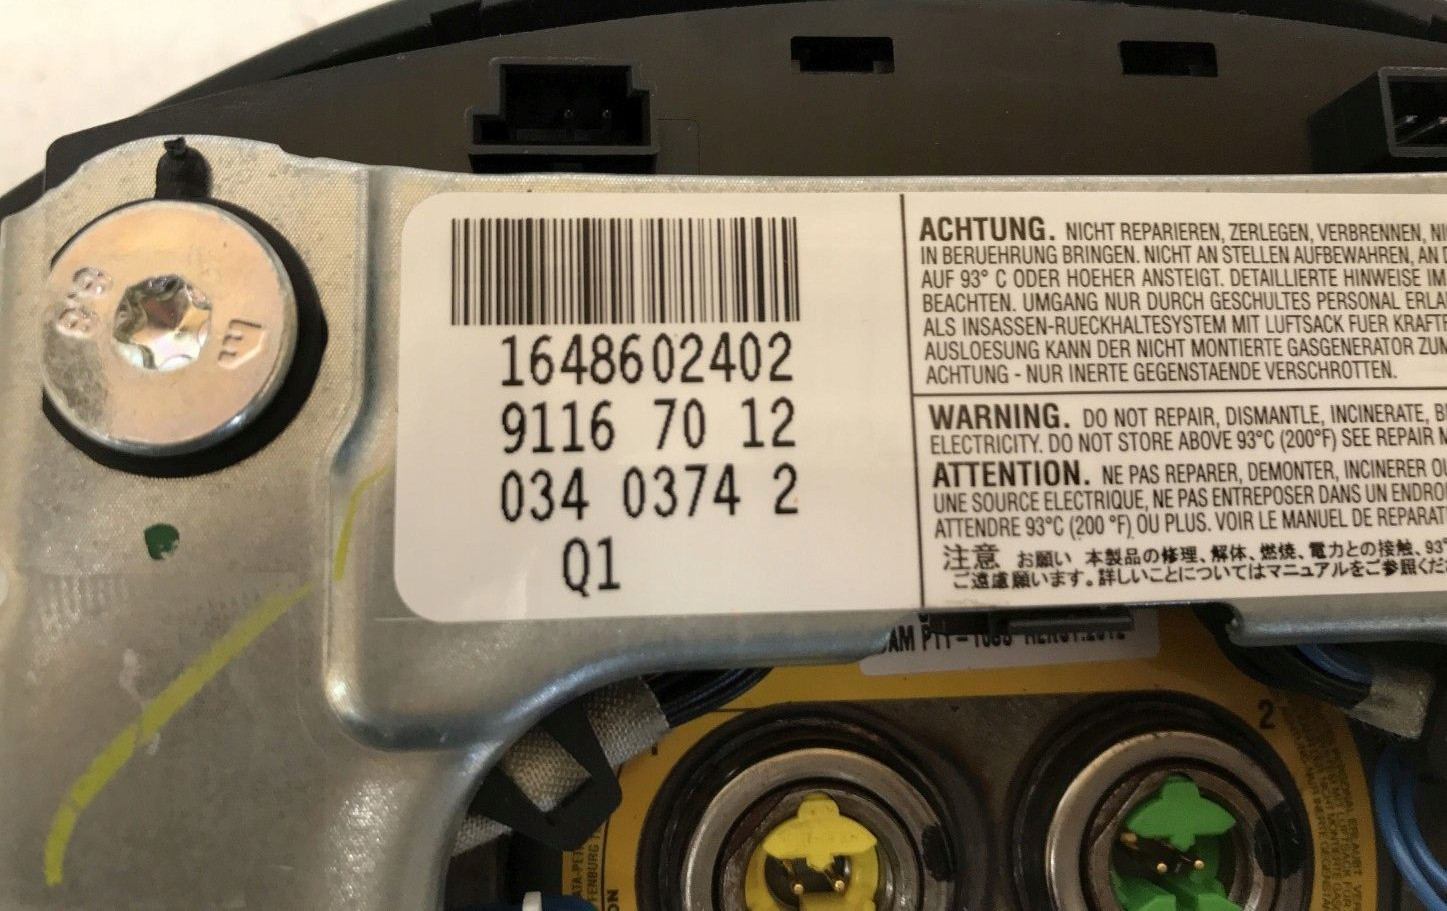 8.8
1648602402
9116 70 12
034 0374 2
Q1
ACHTUNG. NICHT REPARIEREN, ZERLEGEN, VERBRENNEN,
IN BERUEHRUNG BRINGEN. NICHT AN STELLEN AUFBEWAHREN, AN
AUF 93° C ODER HOEHER ANSTEIGT. DETAILLIERTE HINWEISE IM
BEACHTEN. UMGANG NUR DURCH GESCHULTES PERSONAL
ALS INSASSEN-RUECKHALTESYSTEM MIT LUFTSACK FUER
AUSLOESUNG KANN DER NICHT MONTIERTE GASGENERATOR
ACHTUNG - NUR INERTE GEGENSTAENDE VERSCHROTTEN.
WARNING. DO NOT REPAIR, DISMANTLE, INCINERATE,
ELECTRICITY. DO NOT STORE ABOVE 93°C (200°F) SEE REPAIR
ATTENTION. NE PAS REPARER, DEMONTER, INCINERER
UNE SOURCE ELECTRIQUE, NE PAS ENTREPOSER DANS UN
ATTENDRE 93°C (200 °F) OU PLUS. VOIR LE MANUEL DE
注意 お願い 本製品の修理、解体、燃焼、電力との接触、93°
ご遠慮願います。詳しいことについてはマニュアルをご参照くだ
2